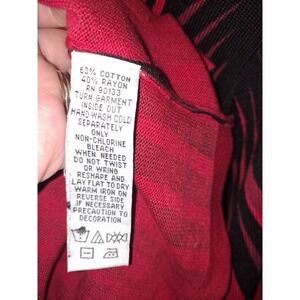 60% COTTON
40% RAYON
RN 90133
TURN GARMENT
INSIDE OUT
HAND WASH COLD
SEPARATELY
ONLY
NON-CHLORINE
BLEACH
WHEN NEEDED
DO NOT TWIST
OR WRING
RESHAPE AND
LAY FLAT TO DRY
WARM IRON ON
REVERSE SIDE
IF NECESSARY
PRECAUTION TO
DECORATION